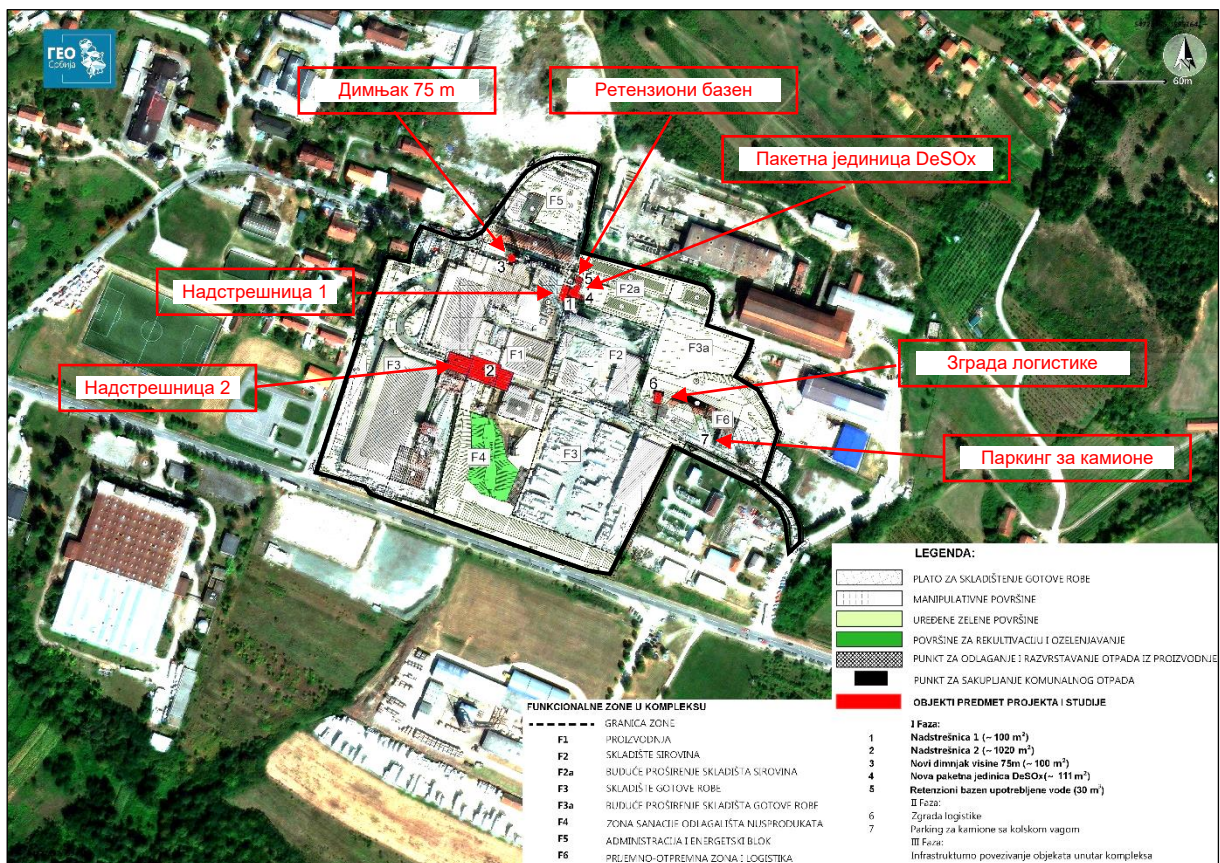 ГЕО
Србија
60m
Димњак 75 m
Ретензиони базен
Пакетна јединица DeSOx
Надстрешница 1
Надстрешница 2
Зграда логистике
Паркинг за камионе
F5
3
5
1
4
F2a
F3a
F1
F2
F3
2
6
F6
7
F4
F3
LEGENDA:
PLATO ZA SKLADIŠTENJE GOTOVE ROBE
MANIPULATIVNE POVRŠINE
UREĐENE ZELENE POVRŠINE
POVRŠINE ZA REKULTIVACIJU I OZELENJAVANJE
PUNKT ZA ODLAGANJE I RAZVRSTAVANJE OTPADA IZ PROIZVODNJE
PUNKT ZA SAKUPLJANJE KOMUNALNOG OTPADA
OBJEKTI PREDMET PROJEKTA I STUDIJE
FUNKCIONALNE ZONE U KOMPLEKSU
GRANICA ZONE
F1 PROIZVODNJA
F2 SKLADIŠTE SIROVINA
F2a BUDUĆE PROŠIRENJE SKLADIŠTA SIROVINA
F3 SKLADIŠTE GOTOVE ROBE
F3a BUDUĆE PROŠIRENJE SKLADIŠTA GOTOVE ROBE
F4 ZONA SANACIJE ODLAGALIŠTA NUSPRODUKATA
F5 ADMINISTRACIJA I ENERGETSKI BLOK
F6 PRIJEMNO-OTPREMNA ZONA I LOGISTIKA
I Faza:
1 Nadstrešnica 1 (~ 100 m²)
2 Nadstrešnica 2 (~1020 m²)
3 Novi dimnjak visine 75m (~ 100 m²)
4 Nova paketna jedinica DeSOx(~ 111 m²)
5 Retenzioni bazen upotrebljene vode (30 m²)
II Faza:
6 Zgrada logistike
7 Parking za kamione sa kolskom vagom
III Faza:
Infrastrukturno povezivanje objekata unutar kompleksa